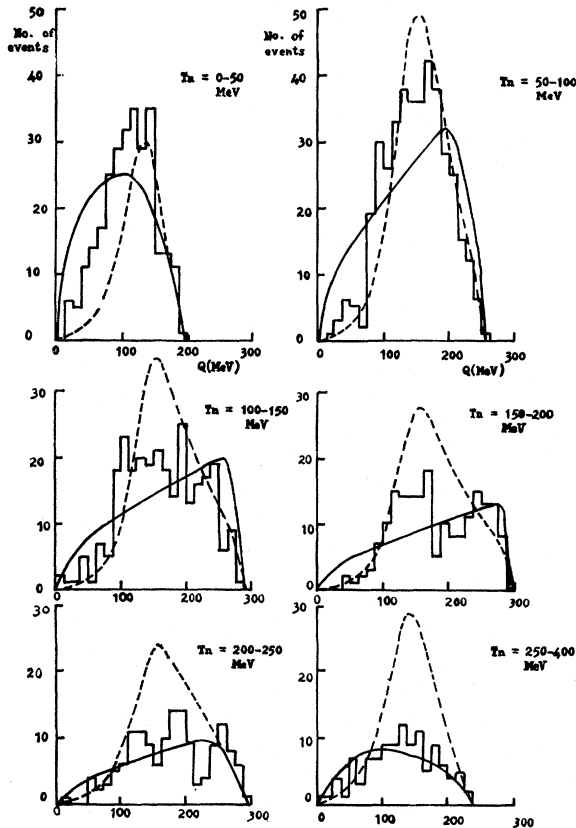 50
No. of
events
40
30
20
10
0
Tn = 0-50
MeV
0 100 200 300
Q(MeV)
50
No. of
events
40
30
20
10
0
Tn = 50-100
MeV
0 100 200 300
Q(MeV)
30
20
10
0
Tn = 100-150
MeV
0 100 200 300
30
20
10
0
Tn = 150-200
MeV
0 100 200 300
30
20
10
0
Tn = 200-250
MeV
0 100 200 300
30
20
10
0
Tn = 250-400
MeV
0 100 200 300